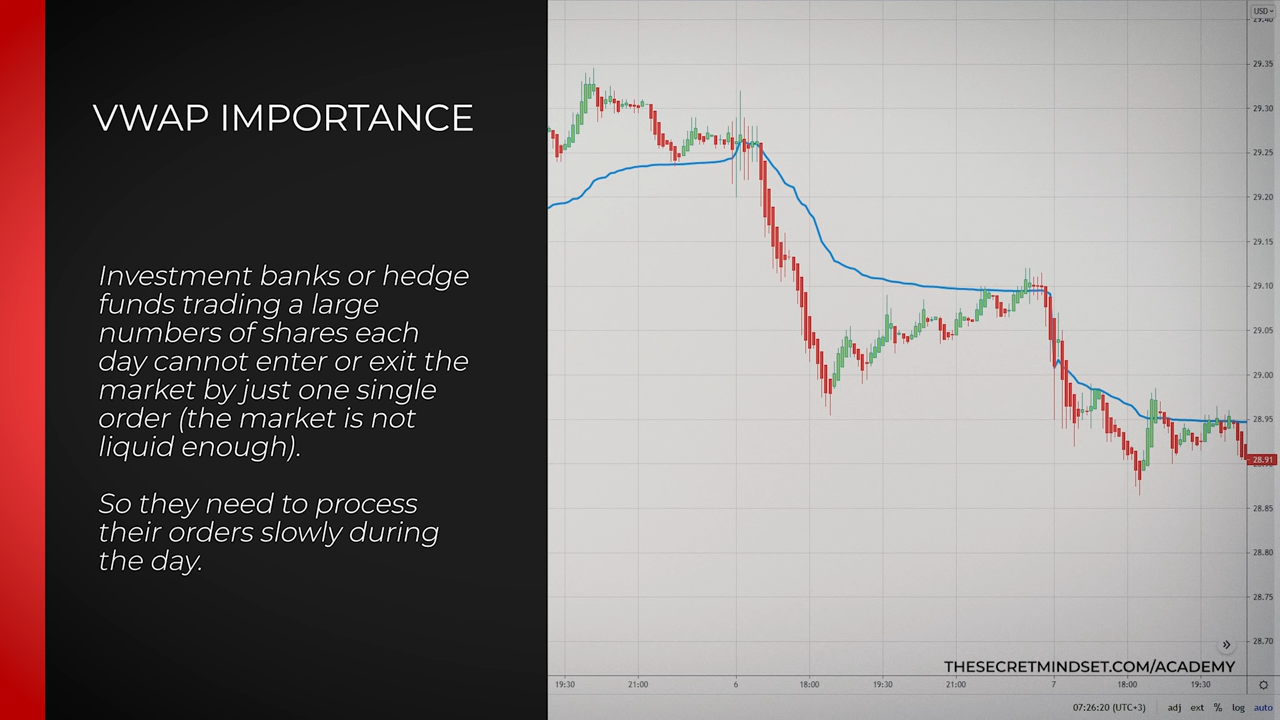 VWAP IMPORTANCE
Investment banks or hedge
funds trading a large
numbers of shares each
day cannot enter or exit the
market by just one single
order (the market is not
liquid enough).
So they need to process
their orders slowly during
the day.
USD
29.40
29.35
29.30
29.25
29.20
29.15
29.10
29.05
29.00
28.95
28.91
28.85
28.80
28.75
28.70
THESECRETMINDSET.COM/ACADEMY
19:30 21:00 6 18:00 19:30 21:00 7 18:00 19:30
07:26:20 (UTC+3) adj ext % log auto